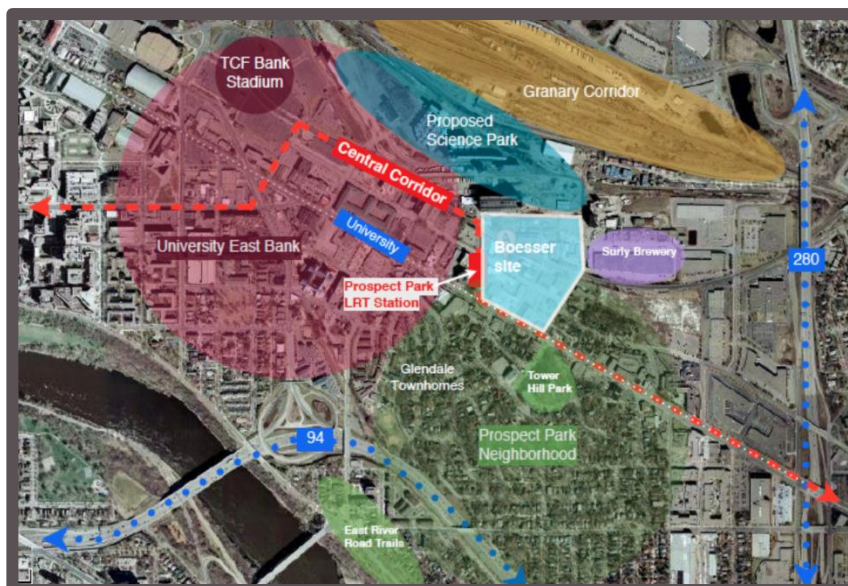 TCF Bank
Stadium
Granary Corridor
Proposed
Science Park
Central Corridor
University
University East Bank
Boesser
site
Surly Brewery
280
Prospect Park
LRT Station
Glendale
Townhomes
Tower
Hill Park
Prospect Park
Neighborhood
94
East River
Road Trails